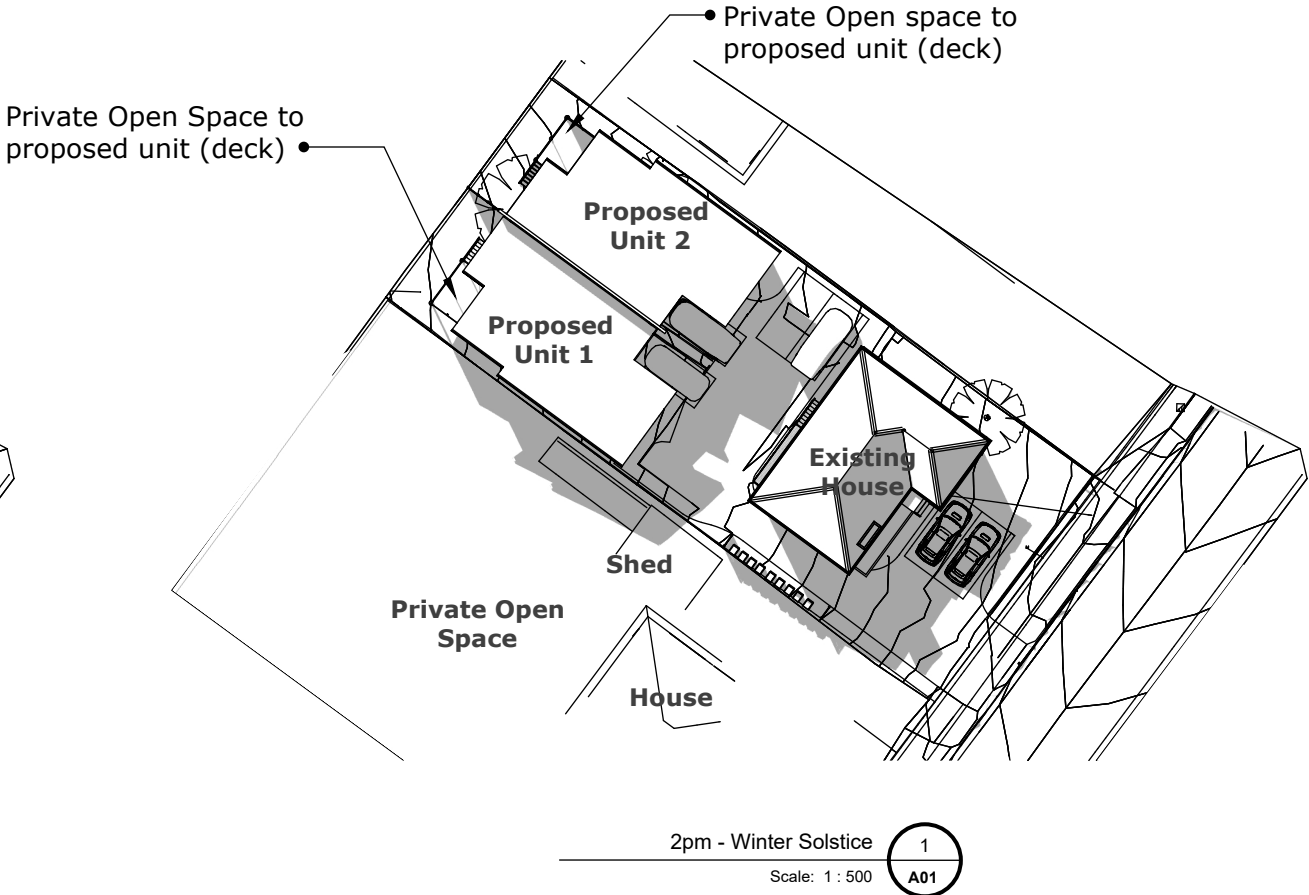 Private Open space to
proposed unit (deck)
Private Open Space to
proposed unit (deck)
Proposed
Unit 2
Proposed
Unit 1
Existing
House
Shed
Private Open
Space
House
2pm - Winter Solstice
1
Scale: 1 : 500
A01